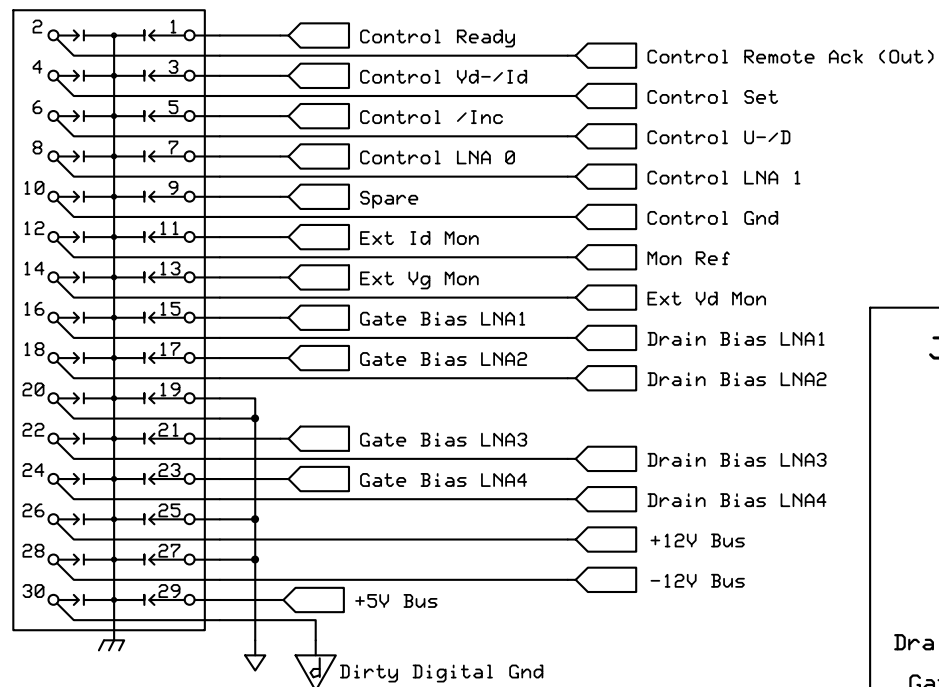 2 1 Control Ready
Control Remote Ack (Out)
4 3 Control Vd-/Id
Control Set
6 5 Control /Inc
Control U-/D
8 7 Control LNA 0
Control LNA 1
10 9 Spare
Control Gnd
12 11 Ext Id Mon
Mon Ref
14 13 Ext Vg Mon
Ext Vd Mon
16 15 Gate Bias LNA1
Drain Bias LNA1
18 17 Gate Bias LNA2
Drain Bias LNA2
20 19
22 21 Gate Bias LNA3
Drain Bias LNA3
24 23 Gate Bias LNA4
Drain Bias LNA4
26 25
+12V Bus
28 27
-12V Bus
30 29 +5V Bus
d Dirty Digital Gnd
J
Dra
Ga